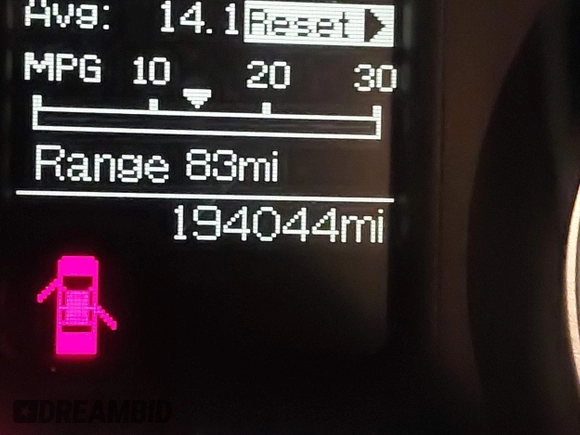 Avg: 14.1 Reset
MPG 10 20 30
Range 83mi
194044mi
DREAMBID